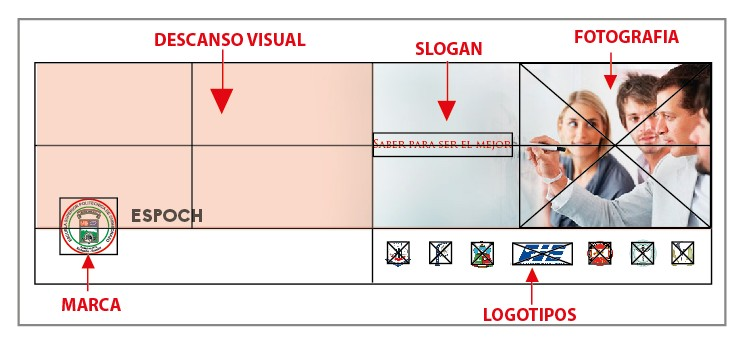 DESCANSO VISUAL
SLOGAN
FOTOGRAFIA
SABER PARA SER EL MEJOR
ESPOCH
MARCA
LOGOTIPOS